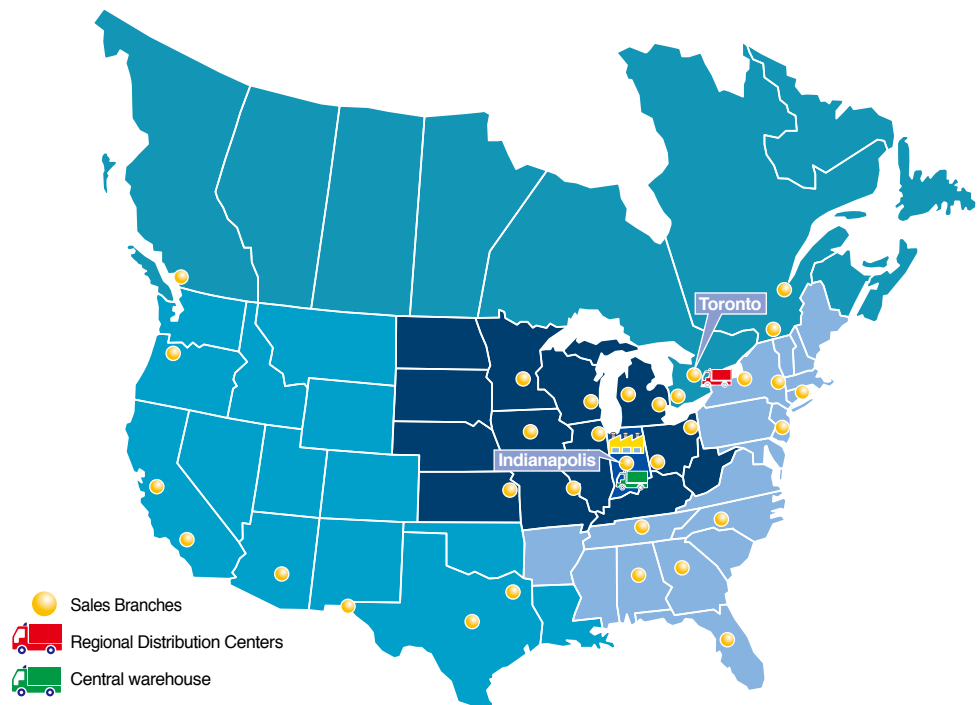 Toronto
Indianapolis
Sales Branches
Regional Distribution Centers
Central warehouse